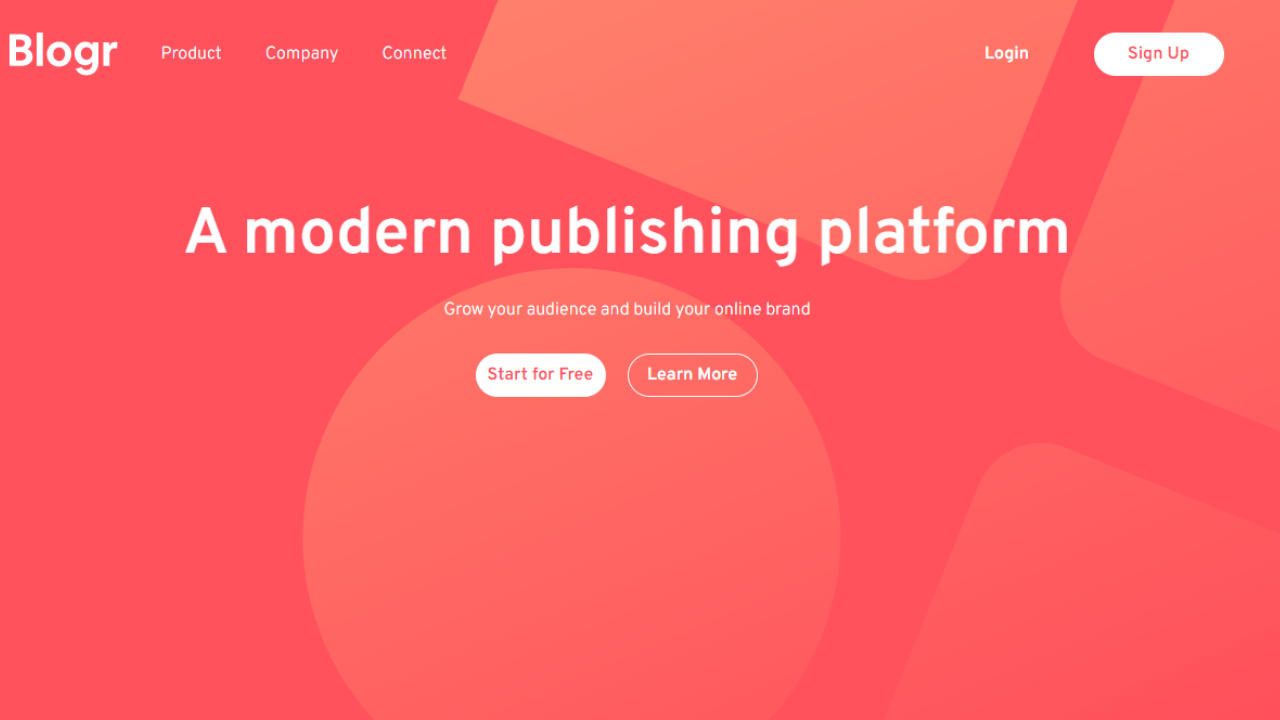 Blogr Product Company Connect Login Sign Up
A modern publishing platform
Grow your audience and build your online brand
Start for Free Learn More